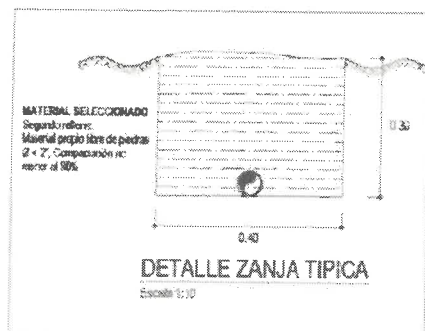 MATERIAL SELECCIONADO
Segundo relleno:
Material propio libre de piedras
Ø < 2", Compactación no
menor al 90%
0.40
DETALLE ZANJA TIPICA
Escala 1:10